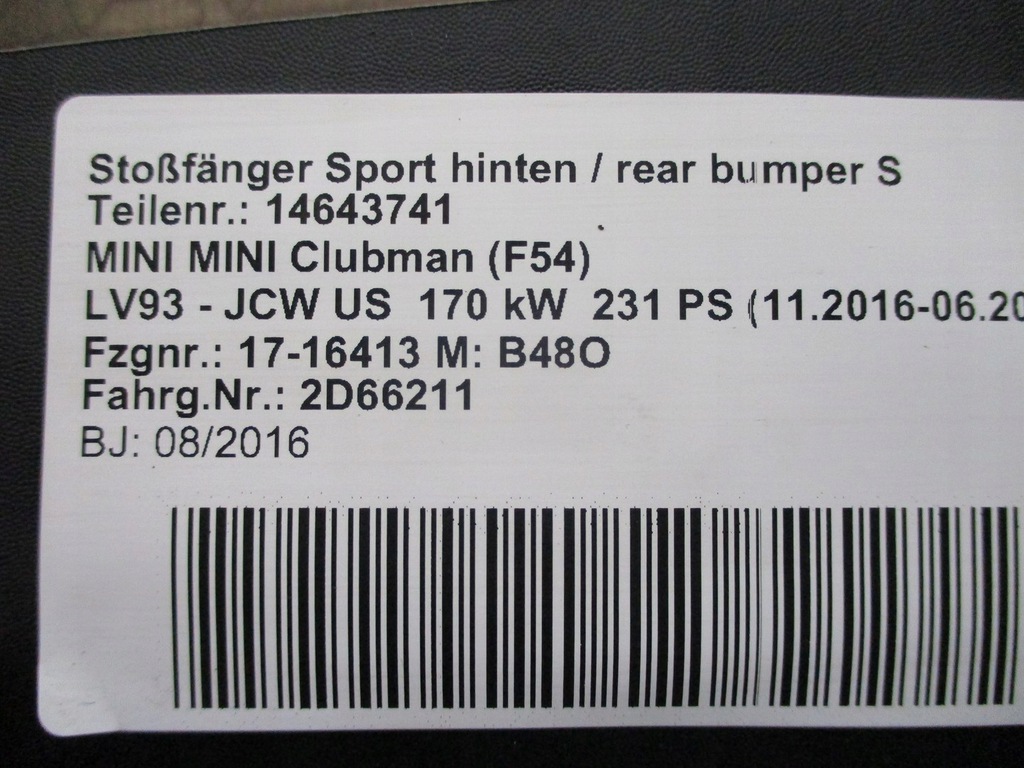 Stoßfänger Sport hinten / rear bumper S
Teilenr.: 14643741
MINI MINI Clubman (F54)
LV93 - JCW US 170 kW 231 PS (11.2016-06.20
Fzgnr.: 17-16413 M: B48O
Fahrg.Nr.: 2D66211
BJ: 08/2016